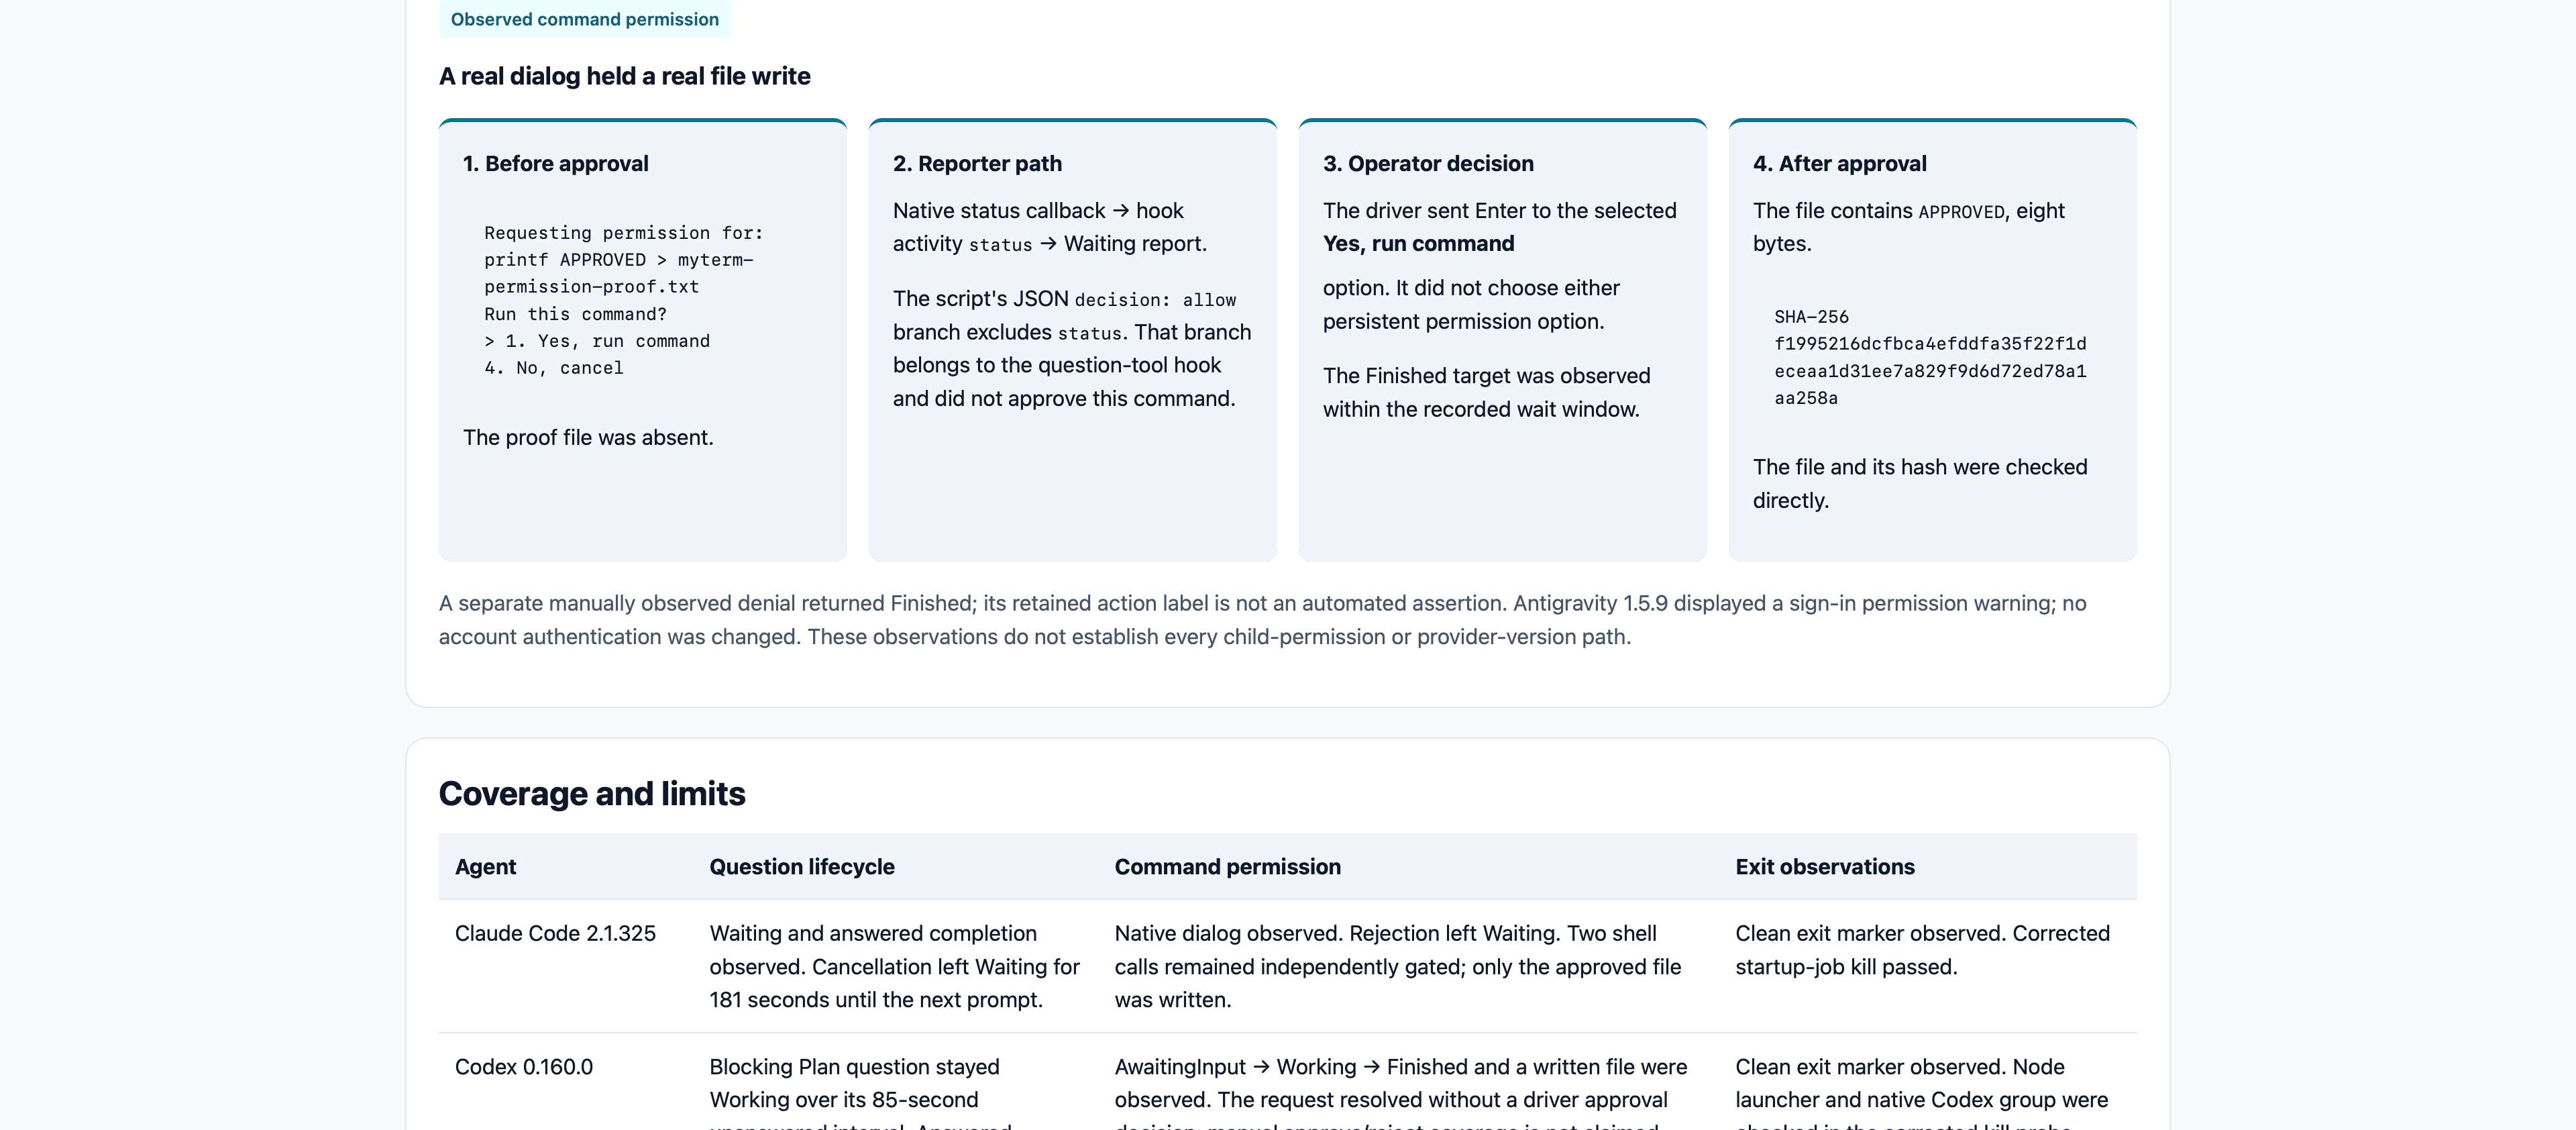 Observed command permission
A real dialog held a real file write
1. Before approval
Requesting permission for:
printf APPROVED > myterm-
permission-proof.txt
Run this command?
> 1. Yes, run command
4. No, cancel
The proof file was absent.
2. Reporter path
Native status callback → hook
activity status → Waiting report.
The script's JSON decision: allow
branch excludes status. That branch
belongs to the question-tool hook
and did not approve this command.
3. Operator decision
The driver sent Enter to the selected
Yes, run command
option. It did not choose either
persistent permission option.
The Finished target was observed
within the recorded wait window.
4. After approval
The file contains APPROVED, eight
bytes.
SHA-256
f1995216dcfbca4efddfa35f22f1d
eceaa1d31ee7a829f9d6d72ed78a1
aa258a
The file and its hash were checked
directly.
A separate manually observed denial returned Finished; its retained action label is not an automated assertion. Antigravity 1.5.9 displayed a sign-in permission warning; no
account authentication was changed. These observations do not establish every child-permission or provider-version path.
Coverage and limits
Agent Question lifecycle Command permission Exit observations
Claude Code 2.1.325
Waiting and answered completion
observed. Cancellation left Waiting for
181 seconds until the next prompt.
Native dialog observed. Rejection left Waiting. Two shell
calls remained independently gated; only the approved file
was written.
Clean exit marker observed. Corrected
startup-job kill passed.
Codex 0.160.0
Blocking Plan question stayed
Working over its 85-second
AwaitingInput → Working → Finished and a written file were
observed. The request resolved without a driver approval
Clean exit marker observed. Node
launcher and native Codex group were